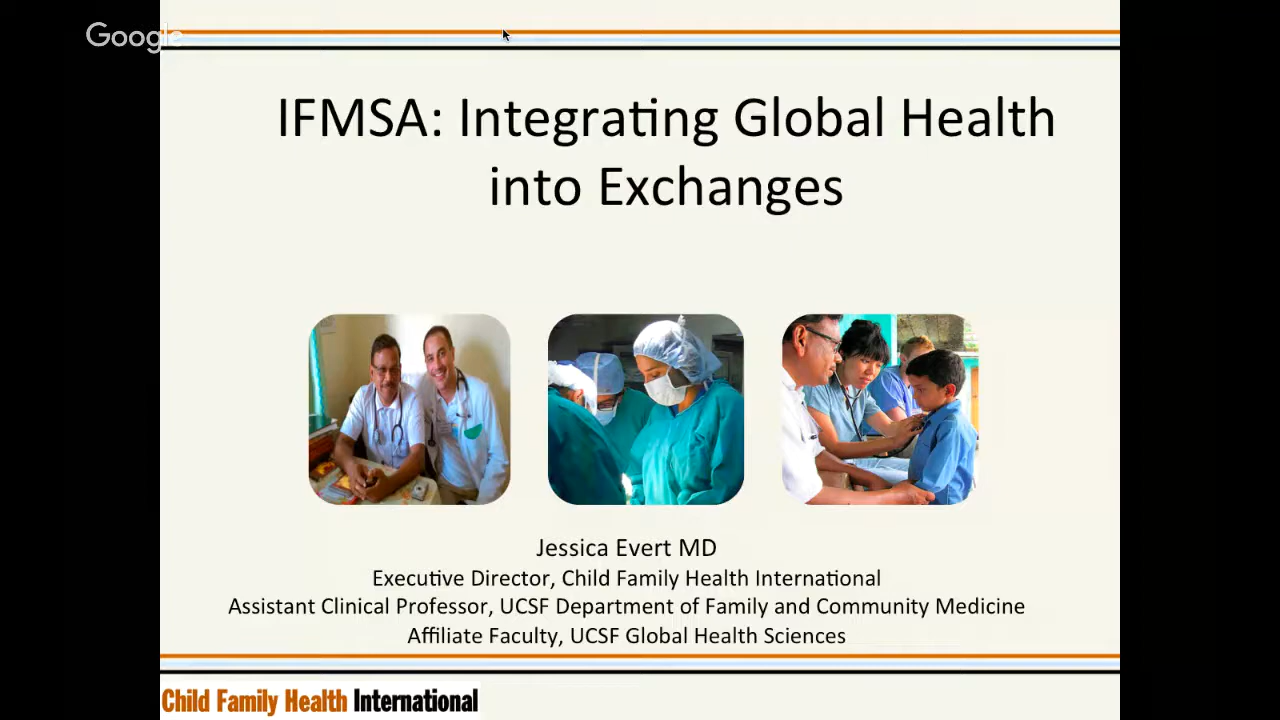 Google
IFMSA: Integrating Global Health
into Exchanges
Jessica Evert MD
Executive Director, Child Family Health International
Assistant Clinical Professor, UCSF Department of Family and Community Medicine
Affiliate Faculty, UCSF Global Health Sciences
Child Family Health International